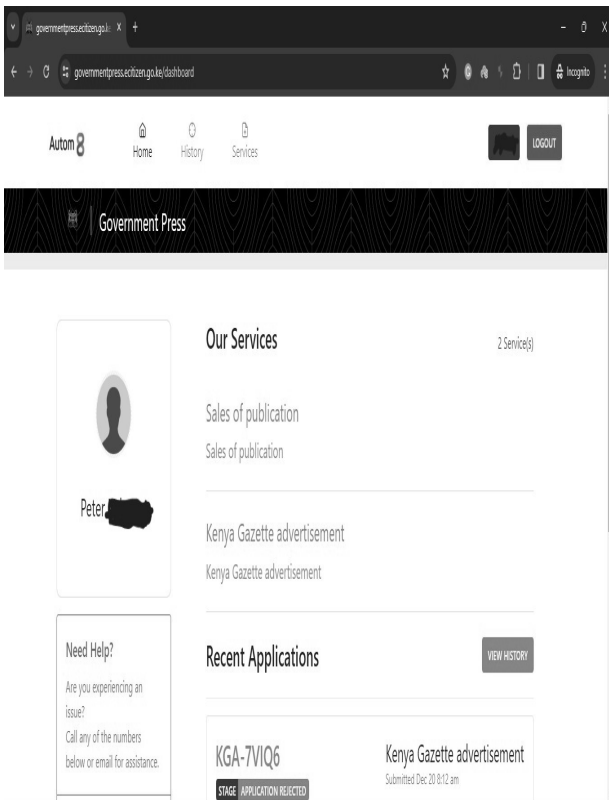 governmentpress.ecitizen.go.ke
governmentpress.ecitizen.go.ke/dashboard
Incognito
Autom8
Home
History
Services
LOGOUT
Government Press
Peter
Need Help?
Are you experiencing an
issue?
Call any of the numbers
below or email for assistance.
Our Services
2 Service(s)
Sales of publication
Sales of publication
Kenya Gazette advertisement
Kenya Gazette advertisement
Recent Applications
VIEW HISTORY
KGA-7VIQ6
STAGE APPLICATION REJECTED
Kenya Gazette advertisement
Submitted Dec 20 8:12 am